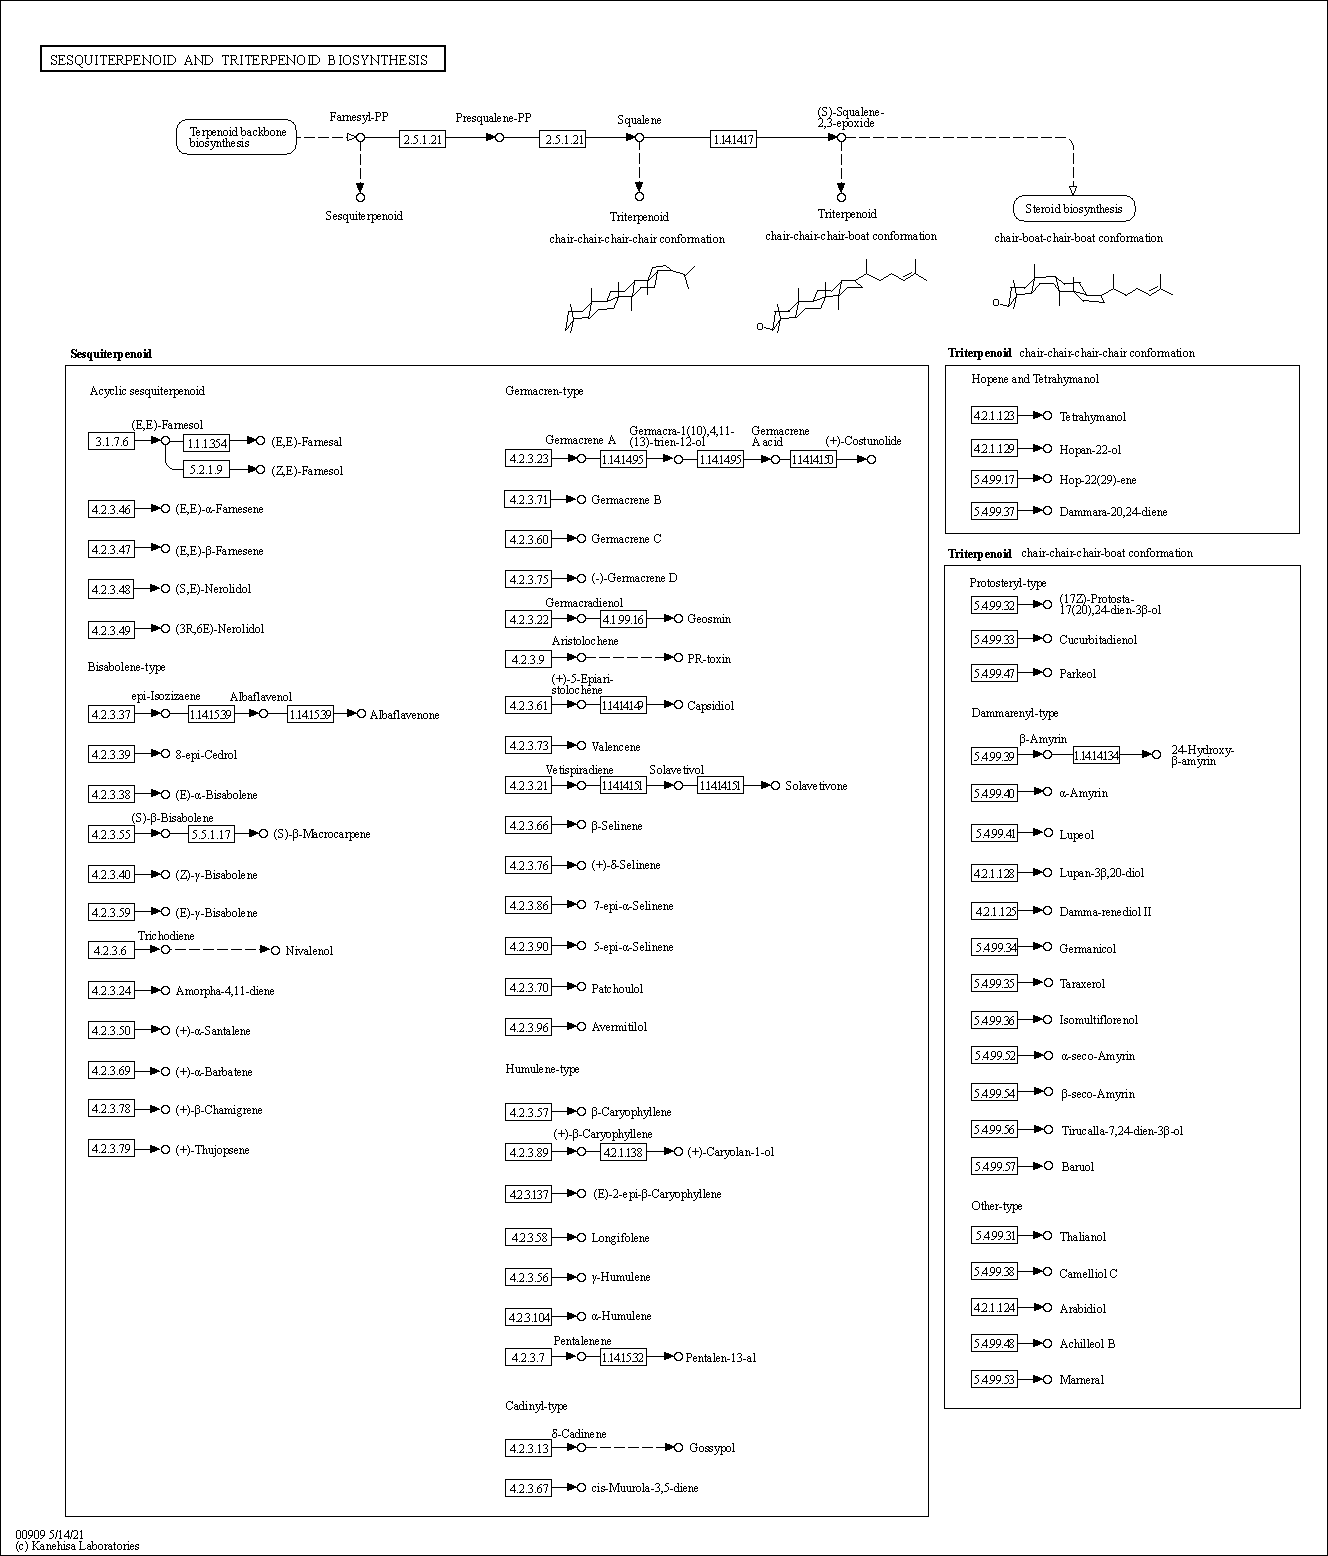 SESQUITERPENOID AND TRITERPENOID BIOSYNTHESIS
Terpenoid backbone
biosynthesis
Farnesyl-PP
2.5.1.21
Presqualene-PP
2.5.1.21
Squalene
1.14.14.17
(S)-Squalene-
2,3-epoxide
Sesquiterpenoid
Triterpenoid
chair-chair-chair-chair conformation
Triterpenoid
chair-chair-chair-boat conformation
Steroid biosynthesis
chair-boat-chair-boat conformation
O
O
Sesquiterpenoid
Acyclic sesquiterpenoid
(E,E)-Farnesol
3.1.7.6
1.1.1.354
(E,E)-Farnesal
5.2.1.9
(Z,E)-Farnesol
4.2.3.46
(E,E)-α-Farnesene
4.2.3.47
(E,E)-β-Farnesene
4.2.3.48
(S,E)-Nerolidol
4.2.3.49
(3R,6E)-Nerolidol
Bisabolene-type
epi-Isozizaene
Albaflavenol
4.2.3.37
1.14.15.39
1.14.15.39
Albaflavenone
4.2.3.39
8-epi-Cedrol
4.2.3.38
(E)-α-Bisabolene
(S)-β-Bisabolene
4.2.3.55
5.5.1.17
(S)-β-Macrocarpene
4.2.3.40
(Z)-γ-Bisabolene
4.2.3.59
(E)-γ-Bisabolene
Trichodiene
4.2.3.6
Nivalenol
4.2.3.24
Amorpha-4,11-diene
4.2.3.50
(+)-α-Santalene
4.2.3.69
(+)-α-Barbatene
4.2.3.78
(+)-β-Chamigrene
4.2.3.79
(+)-Thujopsene
Germacren-type
Germacrene A
Germacra-1(10),4,11-
(13)-trien-12-ol
Germacrene
A acid
(+)-Costunolide
4.2.3.23
1.14.14.95
1.14.14.95
1.14.14.150
4.2.3.71
Germacrene B
4.2.3.60
Germacrene C
4.2.3.75
(-)-Germacrene D
Germacradienol
4.2.3.22
4.1.99.16
Geosmin
Aristolochene
4.2.3.9
PR-toxin
(+)-5-Epiari-
stolochene
4.2.3.61
1.14.14.149
Capsidiol
4.2.3.73
Valencene
Vetispiradiene
Solavetivol
4.2.3.21
1.14.14.151
1.14.14.151
Solavetivone
4.2.3.66
β-Selinene
4.2.3.76
(+)-δ-Selinene
4.2.3.86
7-epi-α-Selinene
4.2.3.90
5-epi-α-Selinene
4.2.3.70
Patchoulol
4.2.3.96
Avermitilol
Humulene-type
4.2.3.57
β-Caryophyllene
(+)-β-Caryophyllene
4.2.3.89
4.2.1.138
(+)-Caryolan-1-ol
4.2.3.137
(E)-2-epi-β-Caryophyllene
4.2.3.58
Longifolene
4.2.3.56
γ-Humulene
4.2.3.104
α-Humulene
Pentalenene
4.2.3.7
1.14.15.32
Pentalen-13-al
Cadinyl-type
δ-Cadinene
4.2.3.13
Gossypol
4.2.3.67
cis-Muurola-3,5-diene
Triterpenoid chair-chair-chair-chair conformation
Hopene and Tetrahymanol
4.2.1.123
Tetrahymanol
4.2.1.129
Hopan-22-ol
5.4.99.17
Hop-22(29)-ene
5.4.99.37
Dammara-20,24-diene
Triterpenoid chair-chair-chair-boat conformation
Protosteryl-type
5.4.99.32
(17Z)-Protosta-
17(20),24-dien-3β-ol
5.4.99.33
Cucurbitadienol
5.4.99.47
Parkeol
Dammarenyl-type
β-Amyrin
5.4.99.39
1.14.14.134
24-Hydroxy-
β-amyrin
5.4.99.40
α-Amyrin
5.4.99.41
Lupeol
4.2.1.128
Lupan-3β,20-diol
4.2.1.125
Damma-renediol II
5.4.99.34
Germanicol
5.4.99.35
Taraxerol
5.4.99.36
Isomultiflorenol
5.4.99.52
α-seco-Amyrin
5.4.99.54
β-seco-Amyrin
5.4.99.56
Tirucalla-7,24-dien-3β-ol
5.4.99.57
Baruol
Other-type
5.4.99.31
Thalianol
5.4.99.38
Camelliol C
4.2.1.124
Arabidiol
5.4.99.48
Achilleol B
5.4.99.53
Marneral
00909 5/14/21
(c) Kanehisa Laboratories